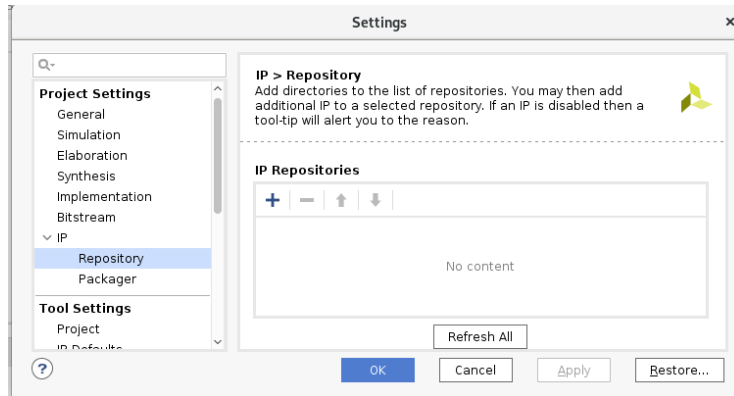 Settings
×
Q-
Project Settings
General
Simulation
Elaboration
Synthesis
Implementation
Bitstream
IP
Repository
Packager
Tool Settings
Project
IP Defaults
IP > Repository
Add directories to the list of repositories. You may then add
additional IP to a selected repository. If an IP is disabled then a
tool-tip will alert you to the reason.
IP Repositories
No content
Refresh All
?
OK
Cancel
Apply
Restore...